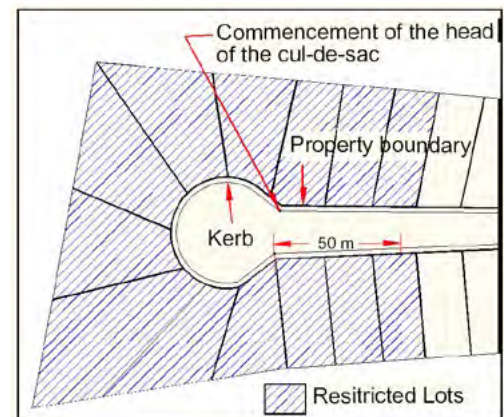 Commencement of the head
of the cul-de-sac
Property boundary
Kerb
50 m
Resitricted Lots